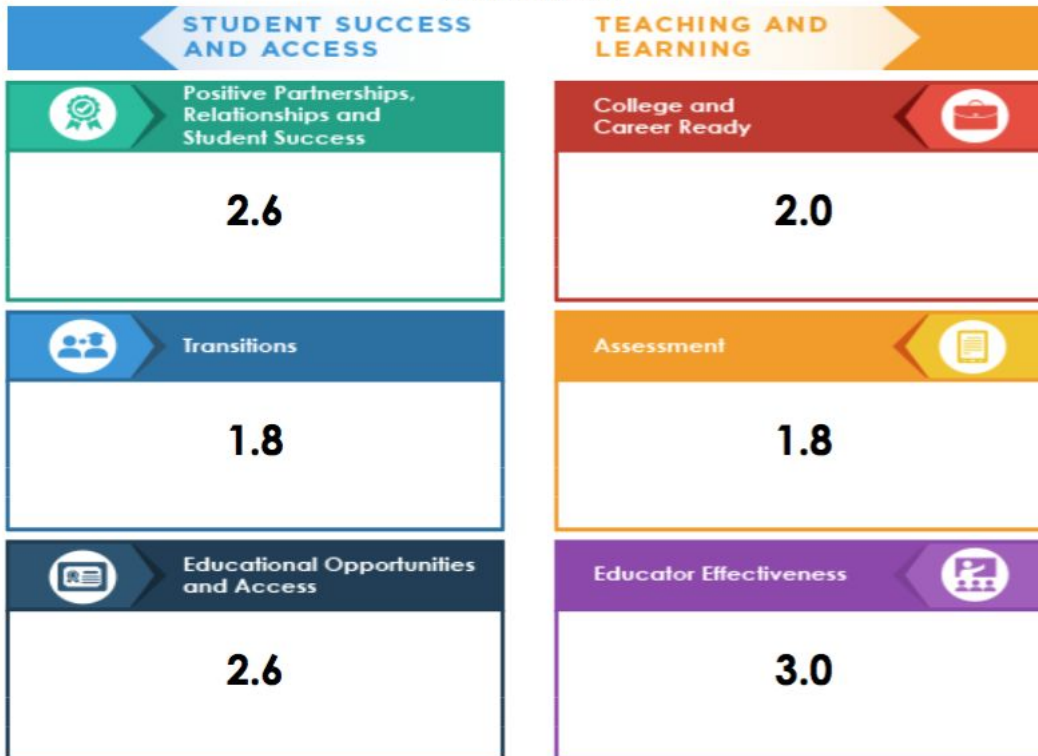 STUDENT SUCCESS
AND ACCESS
Positive Partnerships,
Relationships and
Student Success
2.6
Transitions
1.8
Educational Opportunities
and Access
2.6
TEACHING AND
LEARNING
College and
Career Ready
2.0
Assessment
1.8
Educator Effectiveness
3.0